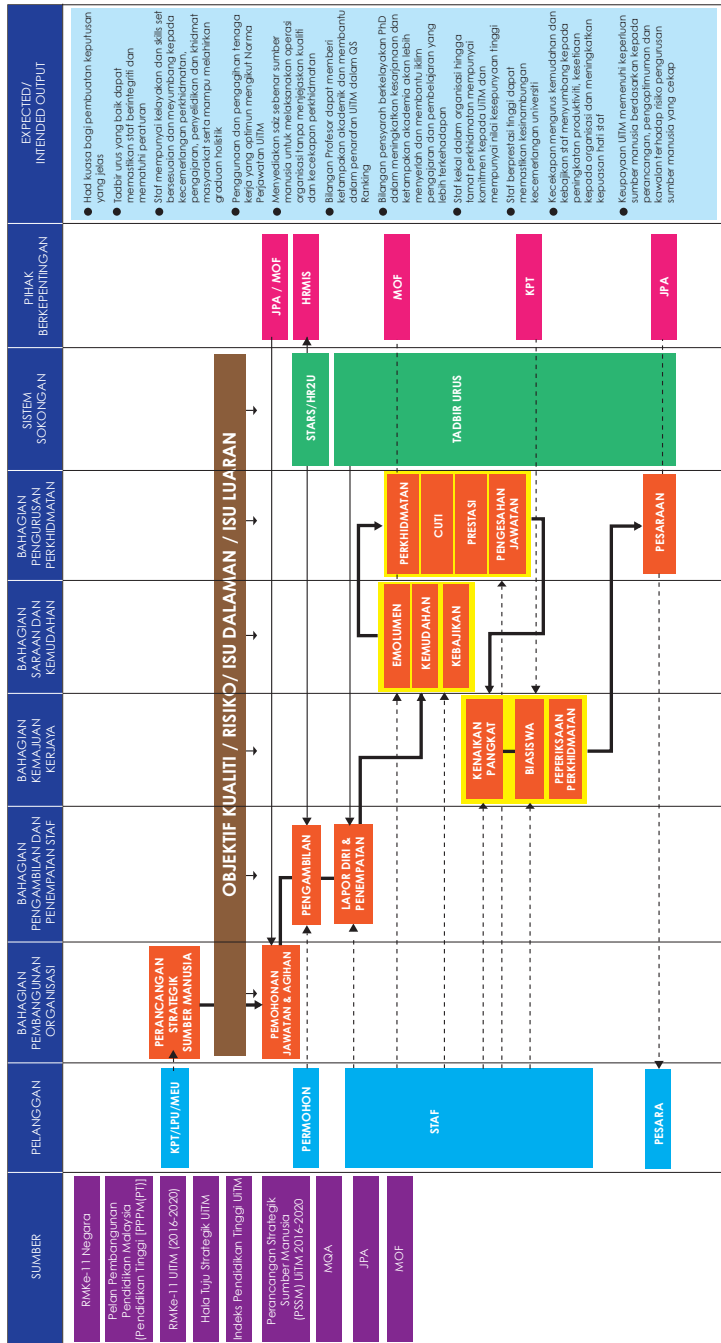 SUMBER
PELANGGAN
BAHAGIAN
PEMBANGUNAN
ORGANISASI
BAHAGIAN
PENGAMBILAN DAN
PENEMPATAN STAF
BAHAGIAN
KEMAJUAN
KERJAYA
BAHAGIAN
SARAAN DAN
KEMUDAHAN
BAHAGIAN
PENGURUSAN
PERKHIDMATAN
SISTEM
SOKONGAN
PIHAK
BERKEPENTINGAN
EXPECTED/
INTENDED OUTPUT
RMKe-11 Negara
Pelan Pembangunan
Pendidikan Malaysia
(Pendidikan Tinggi [PPPM(PT)]
RMKe-11 UiTM (2016-2020)
Hala Tuju Strategik UiTM
Indeks Pendidikan Tinggi UiTM
Perancangan Strategik
Sumber Manusia
(PSSM) UiTM 2016-2020
MQA
JPA
MOF
KPT/LPU/MEU
PERMOHON
STAF
PESARA
PERANCANGAN
STRATEGIK
SUMBER MANUSIA
PEMOHONAN
JAWATAN & AGIHAN
OBJEKTIF KUALITI / RISIKO/ ISU DALAMAN / ISU LUARAN
PENGAMBILAN
LAPOR DIRI &
PENEMPATAN
KENAIKAN
PANGKAT
BIASISWA
PEPERIKSAAN
PERKHIDMATAN
EMOLUMEN
KEMUDAHAN
KEBAJIKAN
PERKHIDMATAN
CUTI
PRESTASI
PENGESAHAN
JAWATAN
PESARAAN
STARS/HR2U
TADBIR URUS
JPA / MOF
HRMIS
MOF
KPT
JPA
● Had kuasa bagi pembuatan keputusan
yang jelas
● Tadbir urus yang baik dapat
memastikan staf berintegriti dan
mematuhi peraturan
● Staf mempunyai kelayakan dan skills set
bersesuaian dan meyumbang kepada
kecemerlangan perkhidmatan,
pengajaran, penyelidikan dan khidmat
masyarakat serta mampu melahirkan
graduan holistik
● Penggunaan dan pengagihan tenaga
kerja yang optimun mengikut Norma
Perjawatan UiTM
● Menyediakan saiz sebenar sumber
manusia untuk melaksanakan operasi
organisasi tanpa menjejaskan kualiti
dan kecekapan perkhidmatan
● Bilangan Profesor dapat memberi
ketampakan akademik dan membantu
dalam penarafan UiTM dalam QS
Ranking
● Bilangan pensyarah berkelayakan PhD
dalam meningkatkan kesarjanaan dan
ketampakan akademia akan lebih
menyerlah dan membantu iklim
pengajaran dan pembelajaran yang
lebih terkehadapan
● Staf kekal dalam organisasi hingga
tamat perkhidmatan mempunyai
komitmen kepada UiTM dan
mempunyai nilai kesepunyaan tinggi
● Staf berprestasi tinggi dapat
memastikan kesinambungan
kecemerlangan universiti
● Kecekapan mengurus kemudahan dan
kebajikan staf menyumbang kepada
peningkatan produktiviti, kesetiaan
kepada organisasi dan meningkatkan
kepuasan hati staf
● Keupayaan UiTM memenuhi keperluan
sumber manusia berdasarkan kepada
perancangan, pengoptimuman dan
kawalan terhadap risiko pengurusan
sumber manusia yang cekap